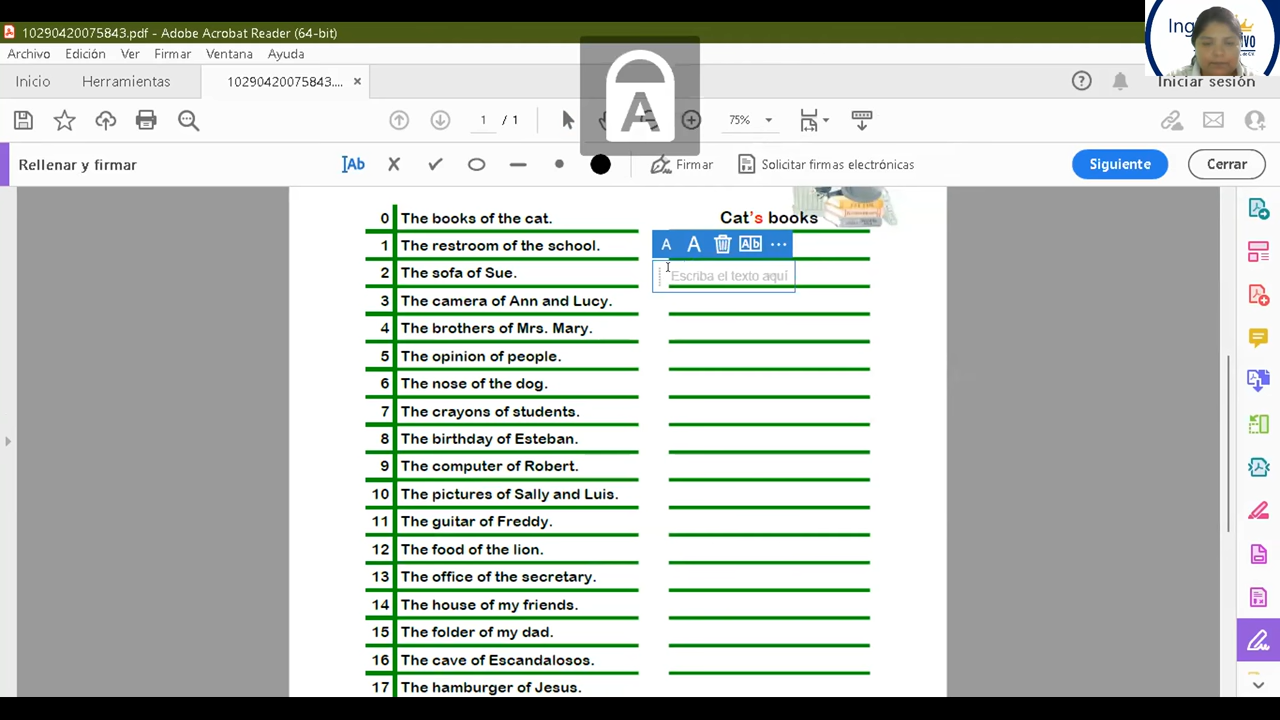 10290420075843.pdf - Adobe Acrobat Reader (64-bit)
Archivo Edición Ver Firmar Ventana Ayuda
Inicio Herramientas 10290420075843.... × Iniciar sesión
1 / 1 75%
A
Rellenar y firmar Ab Firmar Solicitar firmas electrónicas Siguiente Cerrar
0 The books of the cat. Cat's books
1 The restroom of the school.
A A Ab ...
2 The sofa of Sue. Escriba el texto aquí
3 The camera of Ann and Lucy.
4 The brothers of Mrs. Mary.
5 The opinion of people.
6 The nose of the dog.
7 The crayons of students.
8 The birthday of Esteban.
9 The computer of Robert.
10 The pictures of Sally and Luis.
11 The guitar of Freddy.
12 The food of the lion.
13 The office of the secretary.
14 The house of my friends.
15 The folder of my dad.
16 The cave of Escandalosos.
17 The hamburger of Jesus.